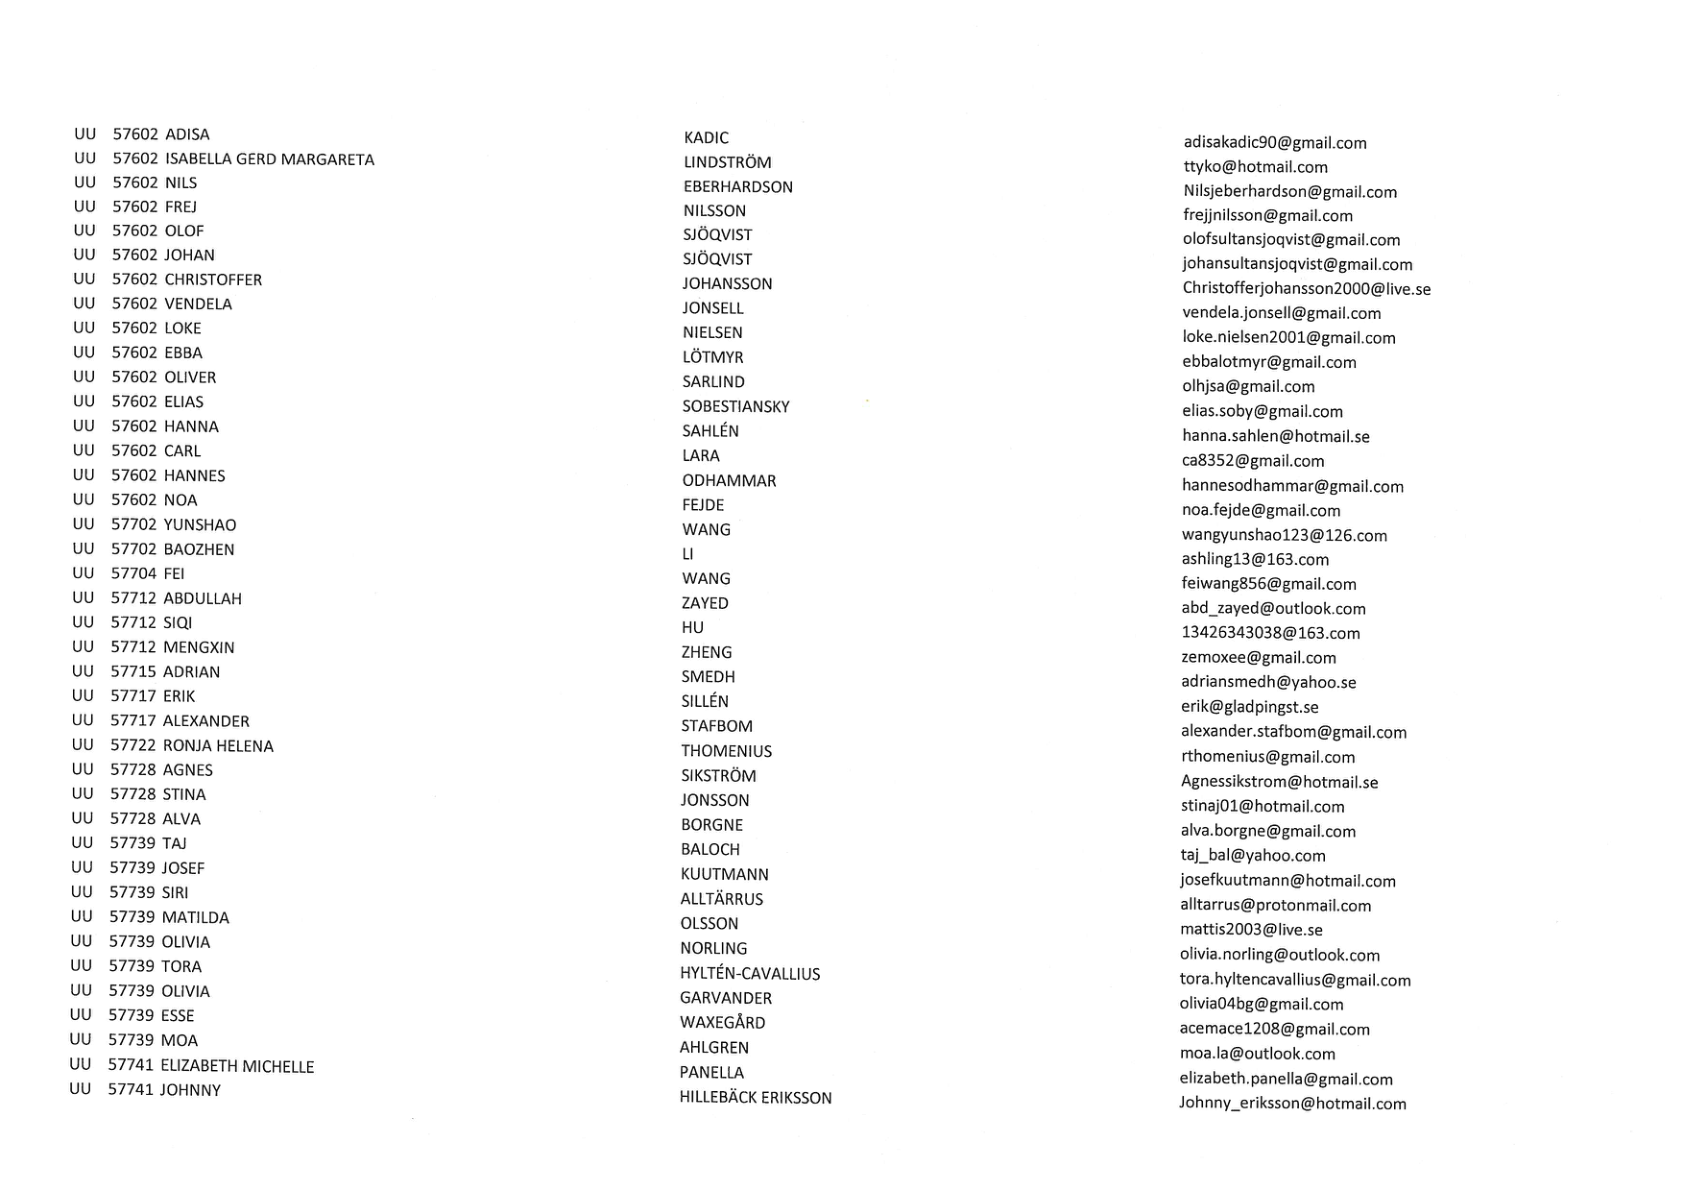 UU 57602 ADISA KADIC adisakadic90@gmail.com
UU 57602 ISABELLA GERD MARGARETA LINDSTRÖM ttyko@hotmail.com
UU 57602 NILS EBERHARDSON Nilsjeberhardson@gmail.com
UU 57602 FREJ NILSSON frejjnilsson@gmail.com
UU 57602 OLOF SJÖQVIST olofsultansjoqvist@gmail.com
UU 57602 JOHAN SJÖQVIST johansultansjoqvist@gmail.com
UU 57602 CHRISTOFFER JOHANSSON Christofferjohansson2000@live.se
UU 57602 VENDELA JONSELL vendela.jonsell@gmail.com
UU 57602 LOKE NIELSEN loke.nielsen2001@gmail.com
UU 57602 EBBA LÖTMYR ebbalotmyr@gmail.com
UU 57602 OLIVER SARLIND olhjsa@gmail.com
UU 57602 ELIAS SOBESTIANSKY elias.soby@gmail.com
UU 57602 HANNA SAHLÉN hanna.sahlen@hotmail.se
UU 57602 CARL LARA ca8352@gmail.com
UU 57602 HANNES ODHAMMAR hannesodhammar@gmail.com
UU 57602 NOA FEJDE noa.fejde@gmail.com
UU 57702 YUNSHAO WANG wangyunshao123@126.com
UU 57702 BAOZHEN LI ashling13@163.com
UU 57704 FEI WANG feiwang856@gmail.com
UU 57712 ABDULLAH ZAYED abd_zayed@outlook.com
UU 57712 SIQI HU 13426343038@163.com
UU 57712 MENGXIN ZHENG zemoxee@gmail.com
UU 57715 ADRIAN SMEDH adriansmedh@yahoo.se
UU 57717 ERIK SILLÉN erik@gladpingst.se
UU 57717 ALEXANDER STAFBOM alexander.stafbom@gmail.com
UU 57722 RONJA HELENA THOMENIUS rthomenius@gmail.com
UU 57728 AGNES SIKSTRÖM Agnessikstrom@hotmail.se
UU 57728 STINA JONSSON stinaj01@hotmail.com
UU 57728 ALVA BORGNE alva.borgne@gmail.com
UU 57739 TAJ BALOCH taj_bal@yahoo.com
UU 57739 JOSEF KUUTMANN josefkuutmann@hotmail.com
UU 57739 SIRI ALLTÄRRUS alltarrus@protonmail.com
UU 57739 MATILDA OLSSON mattis2003@live.se
UU 57739 OLIVIA NORLING olivia.norling@outlook.com
UU 57739 TORA HYLTÉN-CAVALLIUS tora.hyltencavallius@gmail.com
UU 57739 OLIVIA GARVANDER olivia04bg@gmail.com
UU 57739 ESSE WAXEGÅRD acemace1208@gmail.com
UU 57739 MOA AHLGREN moa.la@outlook.com
UU 57741 ELIZABETH MICHELLE PANELLA elizabeth.panella@gmail.com
UU 57741 JOHNNY HILLEBÄCK ERIKSSON Johnny_eriksson@hotmail.com